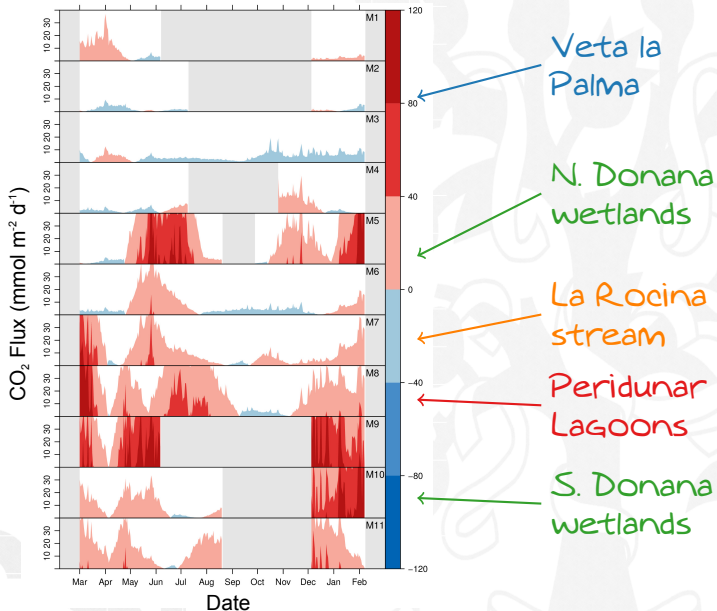 CO2 Flux (mmol m-2 d-1)
10 20 30
M1
10 20 30
M2
10 20 30
M3
10 20 30
M4
10 20 30
M5
10 20 30
M6
10 20 30
M7
10 20 30
M8
10 20 30
M9
10 20 30
M10
10 20 30
M11
Mar Apr May Jun Jul Aug Sep Oct Nov Dec Jan Feb
Date
120
80
40
0
−40
−80
−120
Veta la
Palma
N. Donana
wetlands
La Rocina
stream
Peridunar
Lagoons
S. Donana
wetlands